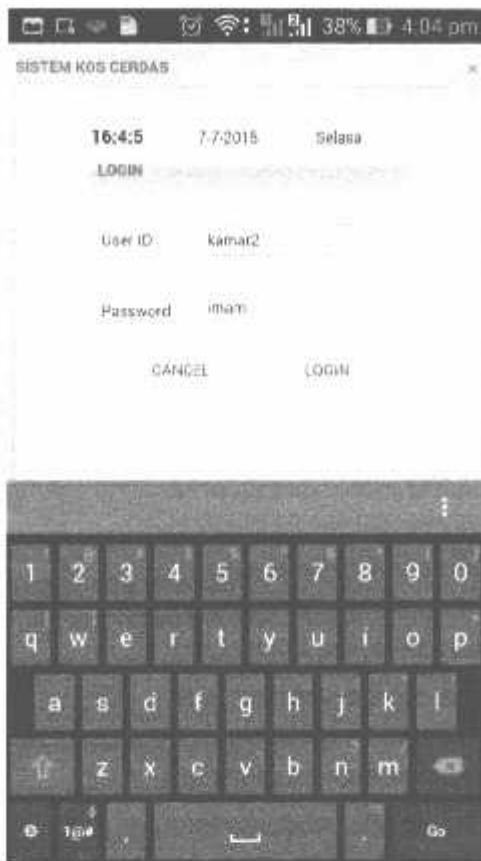 38% 4:04 pm
SISTEM KOS CERDAS ×
16:4:5 7-7-2015 Selasa
LOGIN
User ID kamar2
Password imam
CANCEL LOGIN
1 2 3 4 5 6 7 8 9 0
q w e r t y u i o p
a s d f g h j k l
z x c v b n m
1@# , . Go